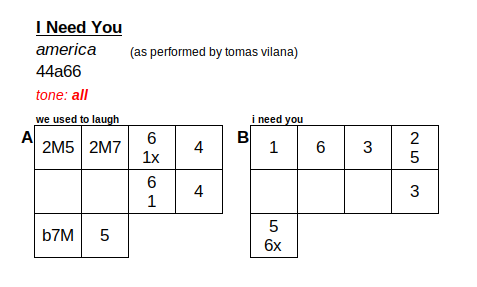 I Need You
america (as performed by tomas vilana)
44a66
tone: all
we used to laugh
i need you
A
2M5 2M7 6 4
1x
6 4
1
b7M 5
B
1 6 3 2
5
3
5
6x